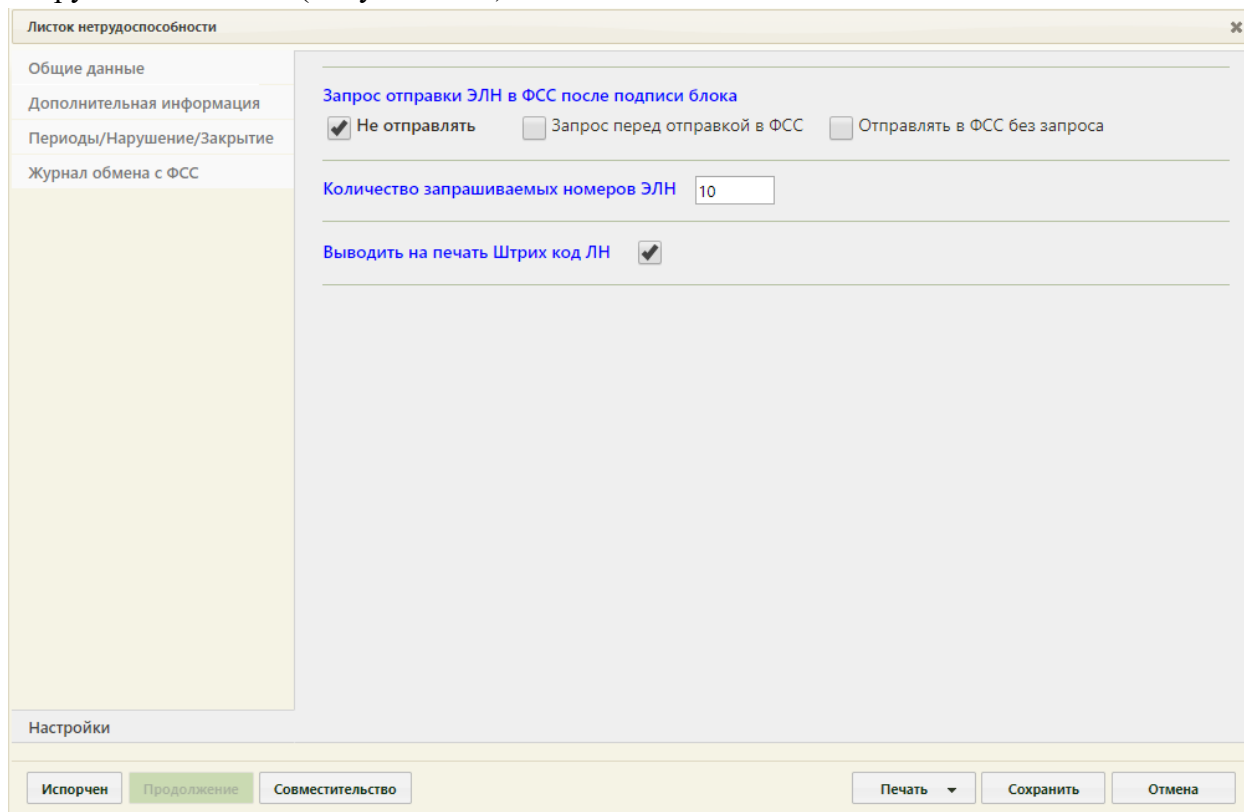 Листок нетрудоспособности
Общие данные
Дополнительная информация
Периоды/Нарушение/Закрытие
Журнал обмена с ФСС
Запрос отправки ЭЛН в ФСС после подписи блока
Не отправлять Запрос перед отправкой в ФСС Отправлять в ФСС без запроса
Количество запрашиваемых номеров ЭЛН 10
Выводить на печать Штрих код ЛН
Настройки
Испорчен Продолжение Совместительство Печать Сохранить Отмена